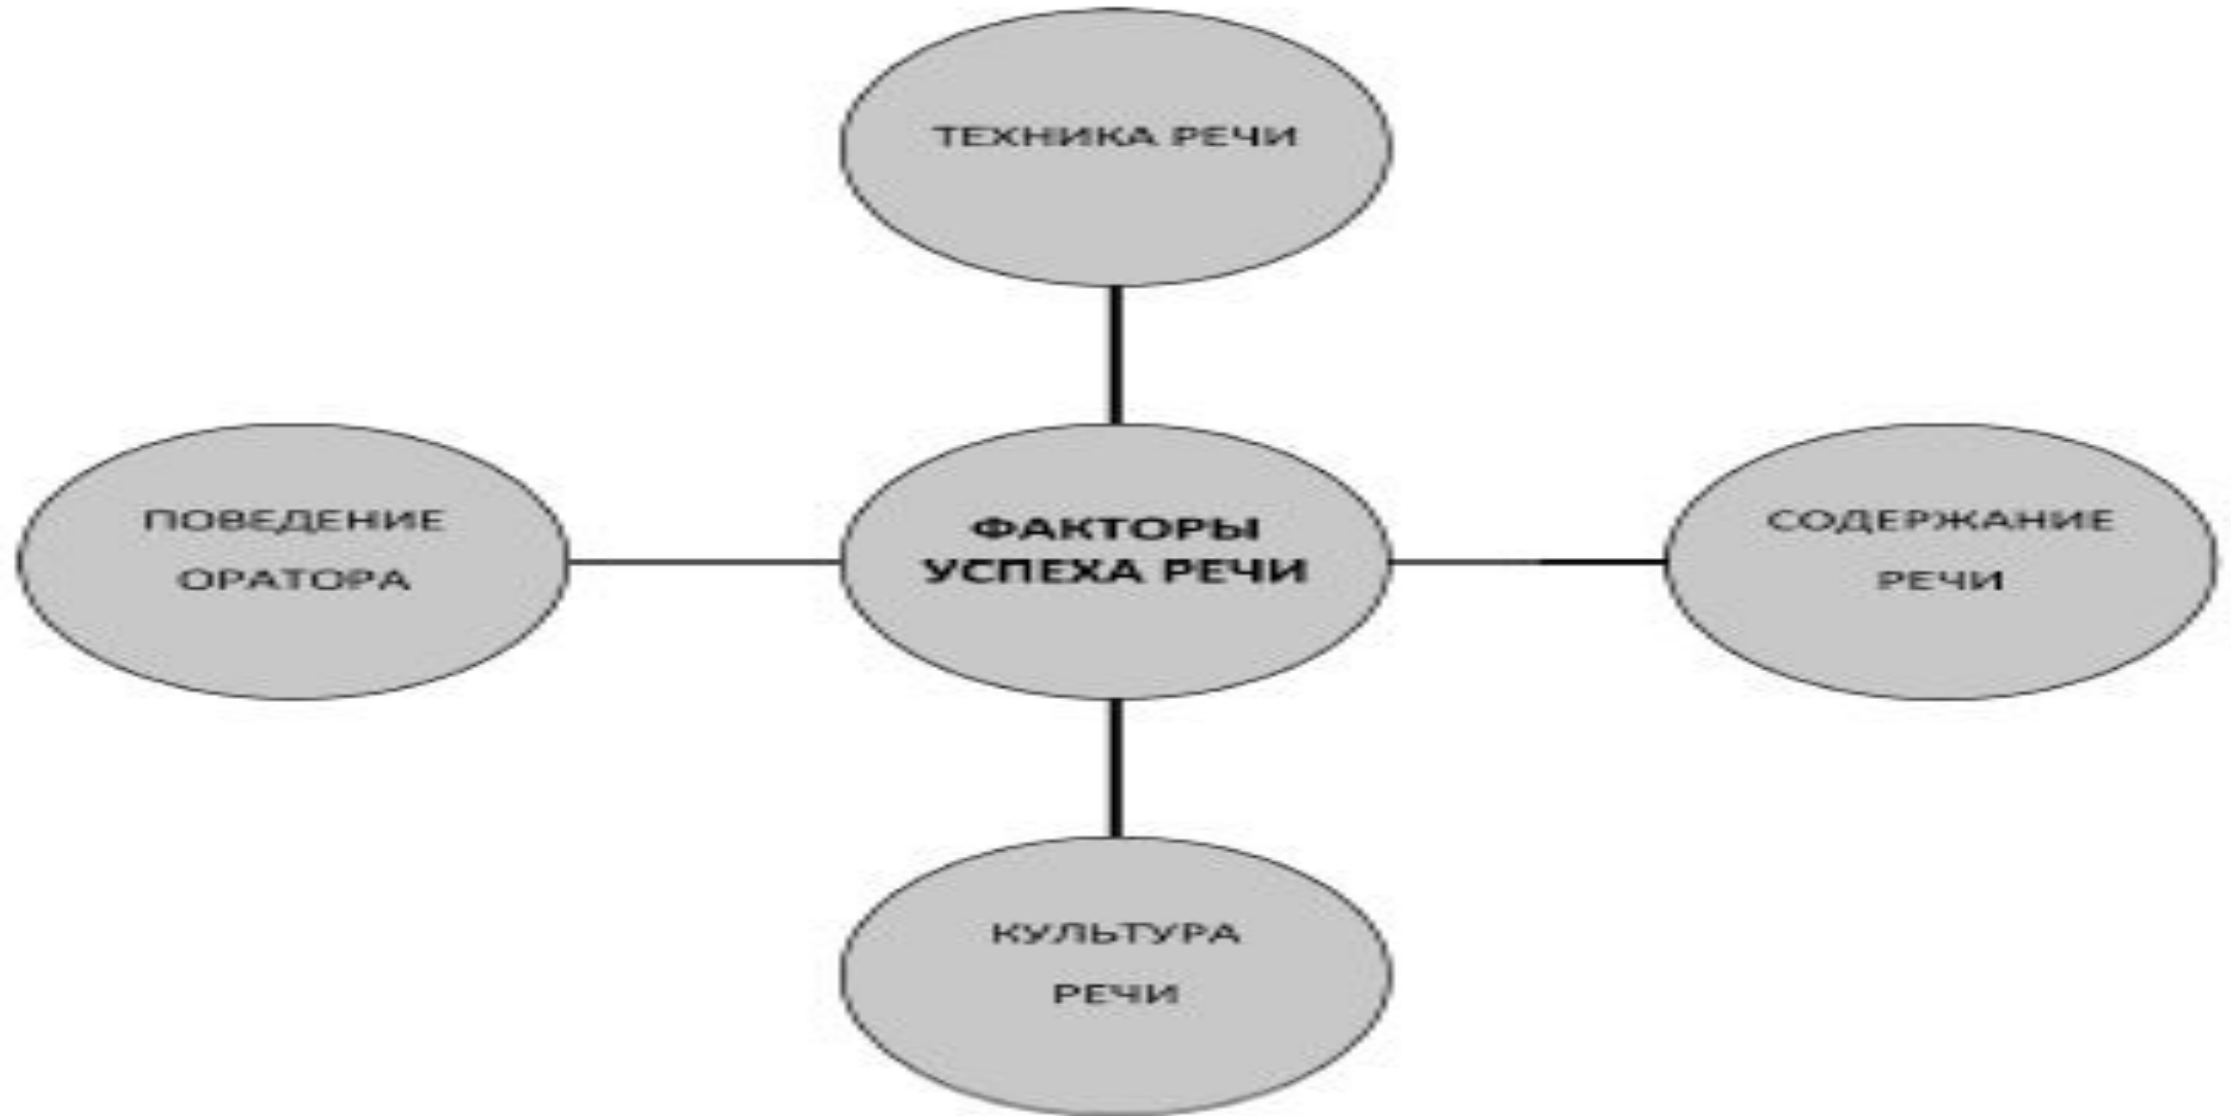 ТЕХНИКА РЕЧИ
ПОВЕДЕНИЕ
ОРАТОРА
ФАКТОРЫ
УСПЕХА РЕЧИ
СОДЕРЖАНИЕ
РЕЧИ
КУЛЬТУРА
РЕЧИ